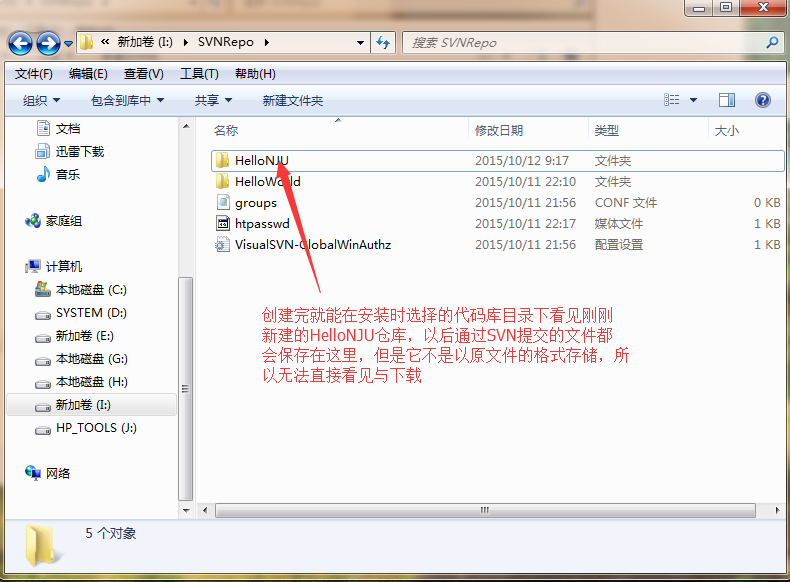 « 新加卷 (I:) ▸ SVNRepo ▸
搜索 SVNRepo
文件(F) 编辑(E) 查看(V) 工具(T) 帮助(H)
组织 包含到库中 共享 新建文件夹
文档
迅雷下载
音乐
家庭组
计算机
本地磁盘 (C:)
SYSTEM (D:)
新加卷 (E:)
本地磁盘 (G:)
本地磁盘 (H:)
新加卷 (I:)
HP_TOOLS (J:)
网络
名称 修改日期 类型 大小
HelloNJU 2015/10/12 9:17 文件夹
HelloWorld 2015/10/11 22:10 文件夹
groups 2015/10/11 21:56 CONF 文件 0 KB
htpasswd 2015/10/11 22:17 媒体文件 1 KB
VisualSVN-GlobalWinAuthz 2015/10/11 21:56 配置设置 1 KB
创建完就能在安装时选择的代码库目录下看见刚刚
新建的HelloNJU仓库，以后通过SVN提交的文件都
会保存在这里，但是它不是以原文件的格式存储，所
以无法直接看见与下载
5 个对象